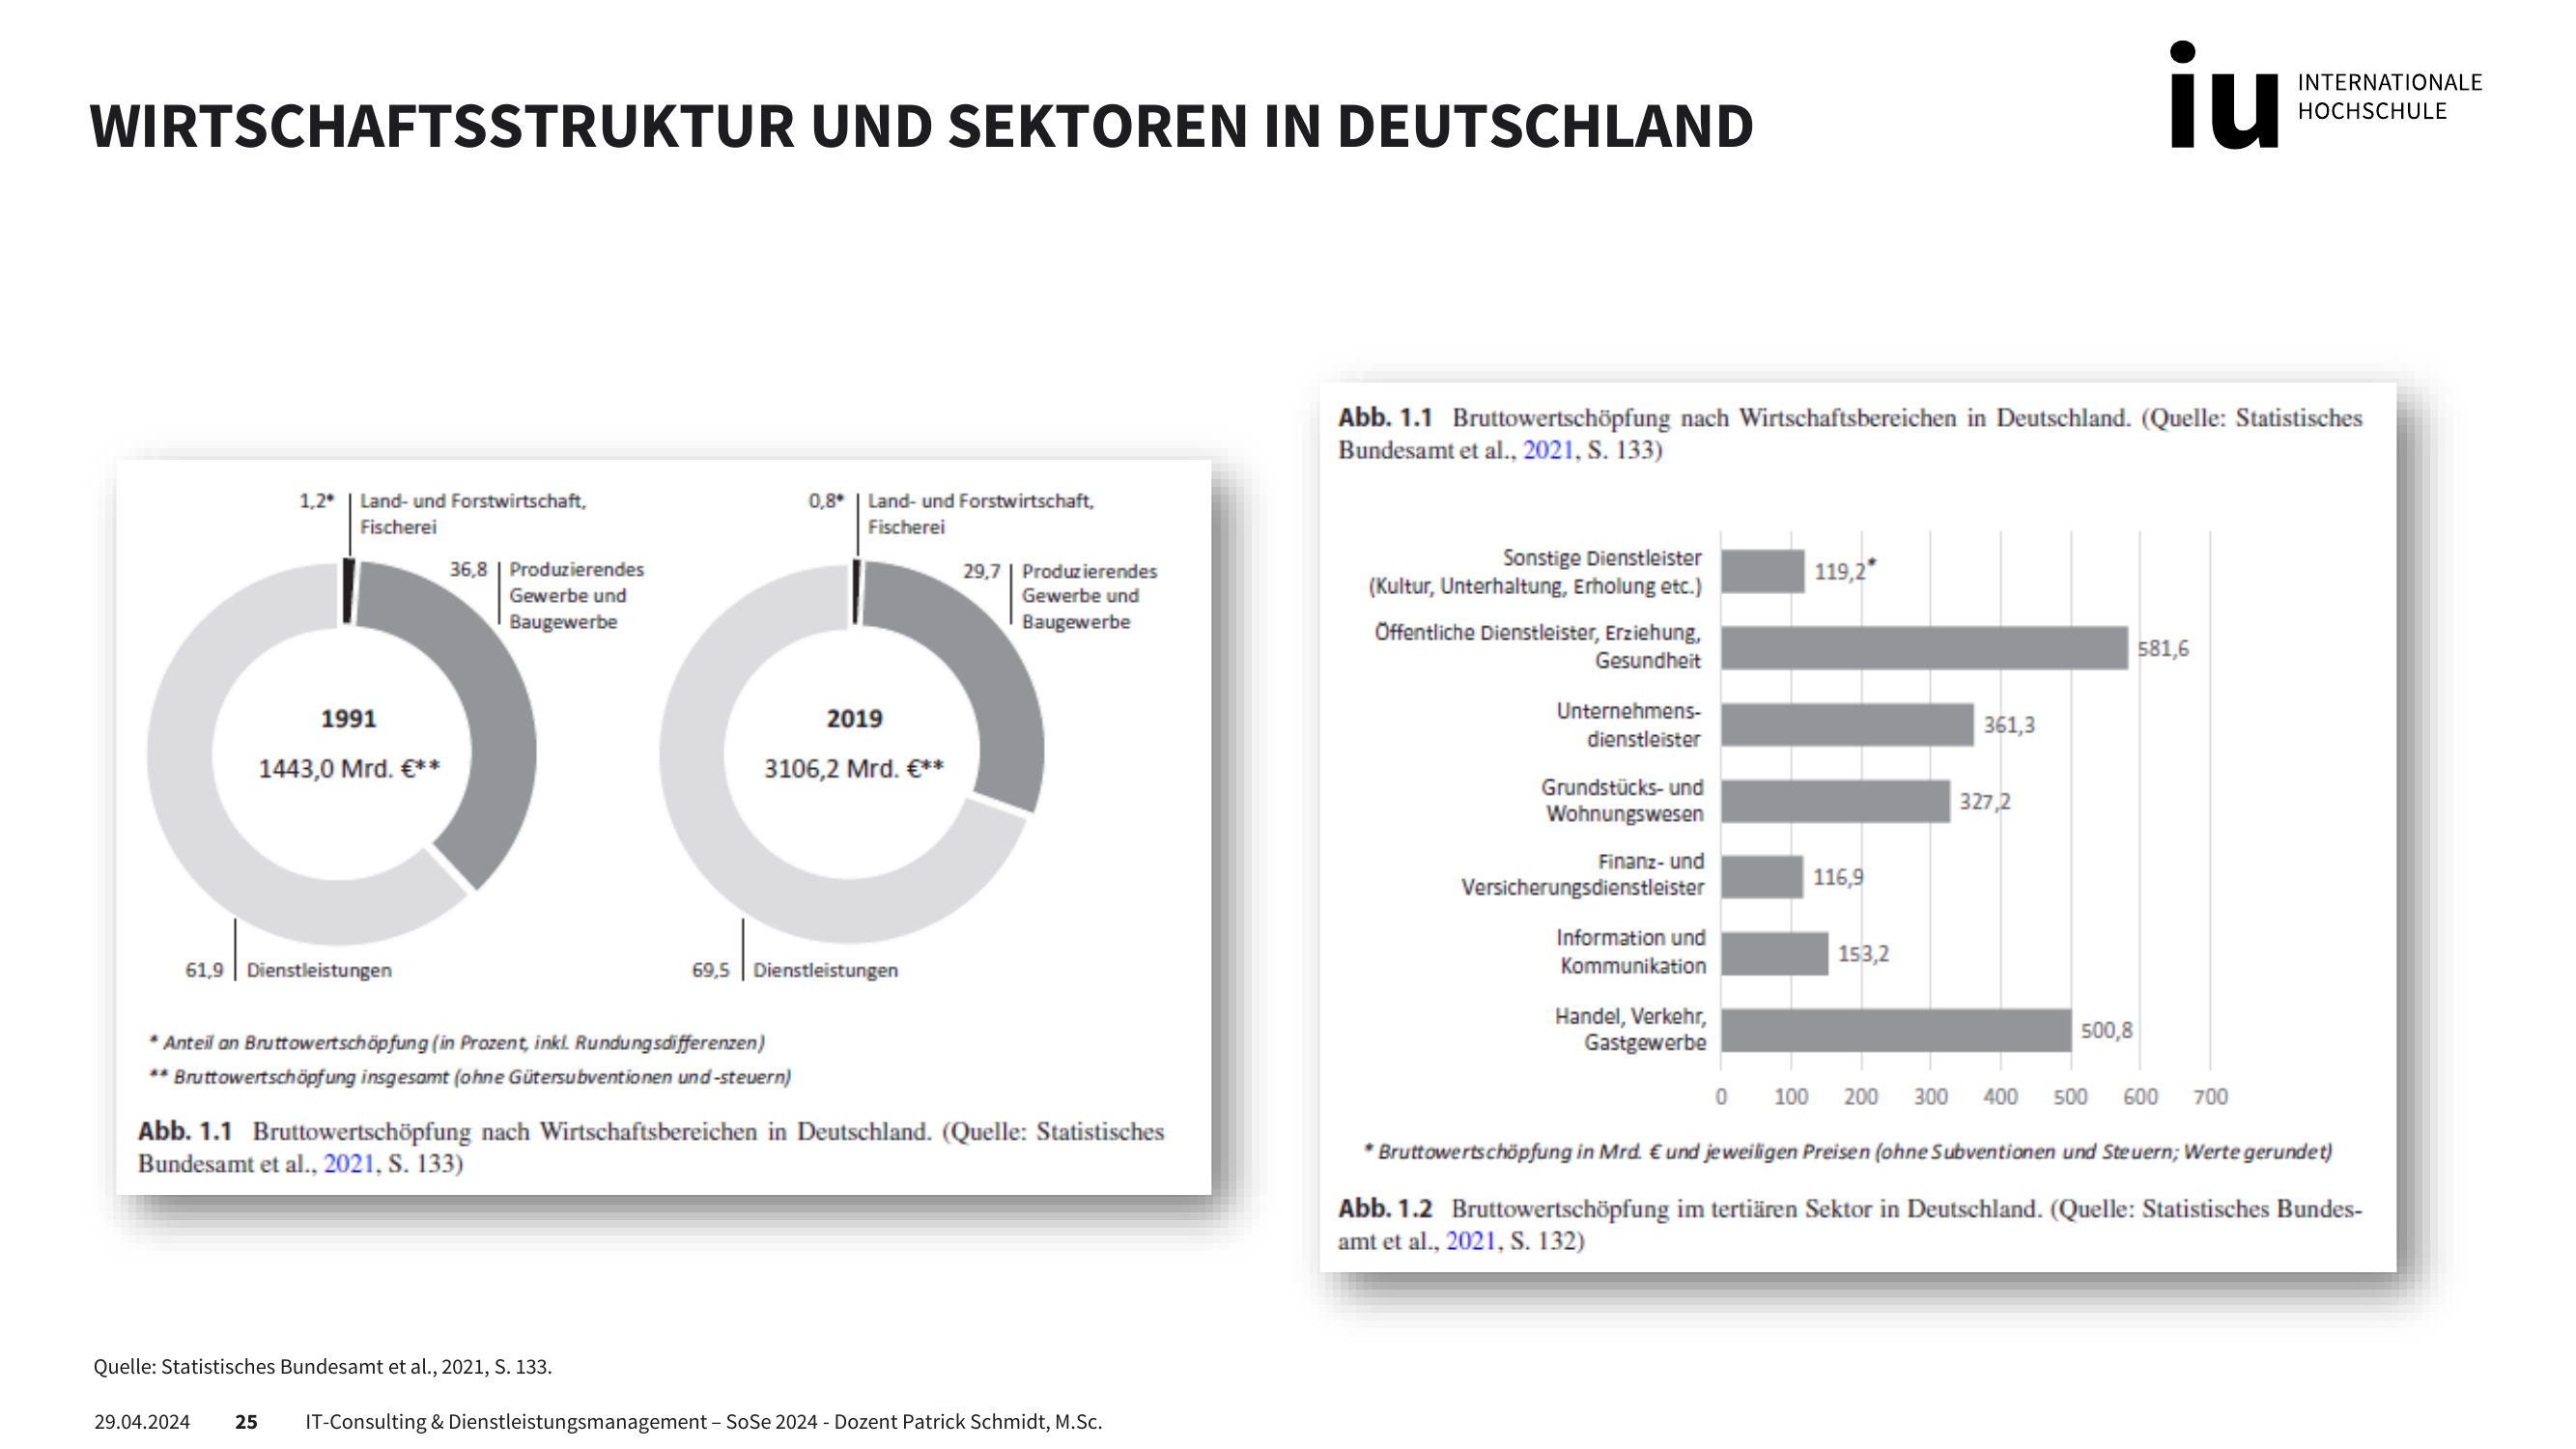 WIRTSCHAFTSSTRUKTUR UND SEKTOREN IN DEUTSCHLAND
iu INTERNATIONALE
HOCHSCHULE
1,2* Land- und Forstwirtschaft,
Fischerei
36,8 Produzierendes
Gewerbe und
Baugewerbe
1991
1443,0 Mrd. €**
61,9 Dienstleistungen
0,8* Land- und Forstwirtschaft,
Fischerei
29,7 Produzierendes
Gewerbe und
Baugewerbe
2019
3106,2 Mrd. €**
69,5 Dienstleistungen
* Anteil an Bruttowertschöpfung (in Prozent, inkl. Rundungsdifferenzen)
** Bruttowertschöpfung insgesamt (ohne Gütersubventionen und -steuern)
Abb. 1.1 Bruttowertschöpfung nach Wirtschaftsbereichen in Deutschland. (Quelle: Statistisches
Bundesamt et al., 2021, S. 133)
Abb. 1.1 Bruttowertschöpfung nach Wirtschaftsbereichen in Deutschland. (Quelle: Statistisches
Bundesamt et al., 2021, S. 133)
Sonstige Dienstleister
(Kultur, Unterhaltung, Erholung etc.)
119,2*
Öffentliche Dienstleister, Erziehung,
Gesundheit
581,6
Unternehmens-
dienstleister
361,3
Grundstücks- und
Wohnungswesen
327,2
Finanz- und
Versicherungsdienstleister
116,9
Information und
Kommunikation
153,2
Handel, Verkehr,
Gastgewerbe
500,8
0 100 200 300 400 500 600 700
* Bruttowertschöpfung in Mrd. € und jeweiligen Preisen (ohne Subventionen und Steuern; Werte gerundet)
Abb. 1.2 Bruttowertschöpfung im tertiären Sektor in Deutschland. (Quelle: Statistisches Bundes-
amt et al., 2021, S. 132)
Quelle: Statistisches Bundesamt et al., 2021, S. 133.
29.04.2024 25 IT-Consulting & Dienstleistungsmanagement – SoSe 2024 - Dozent Patrick Schmidt, M.Sc.